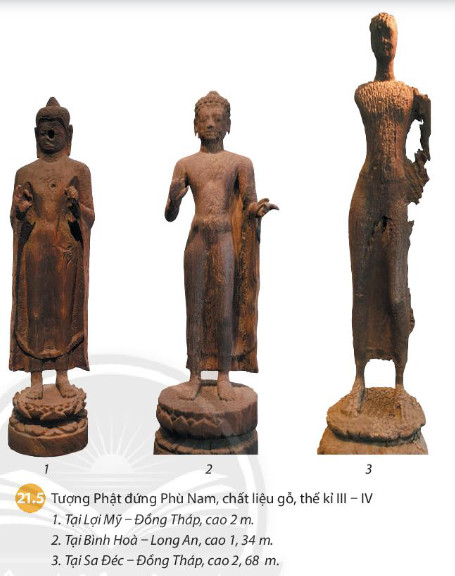 1 2 3
21.5 Tượng Phật đứng Phù Nam, chất liệu gỗ, thế kỉ III – IV
1. Tại Lợi Mỹ – Đồng Tháp, cao 2 m.
2. Tại Bình Hoà – Long An, cao 1, 34 m.
3. Tại Sa Đéc – Đồng Tháp, cao 2, 68 m.